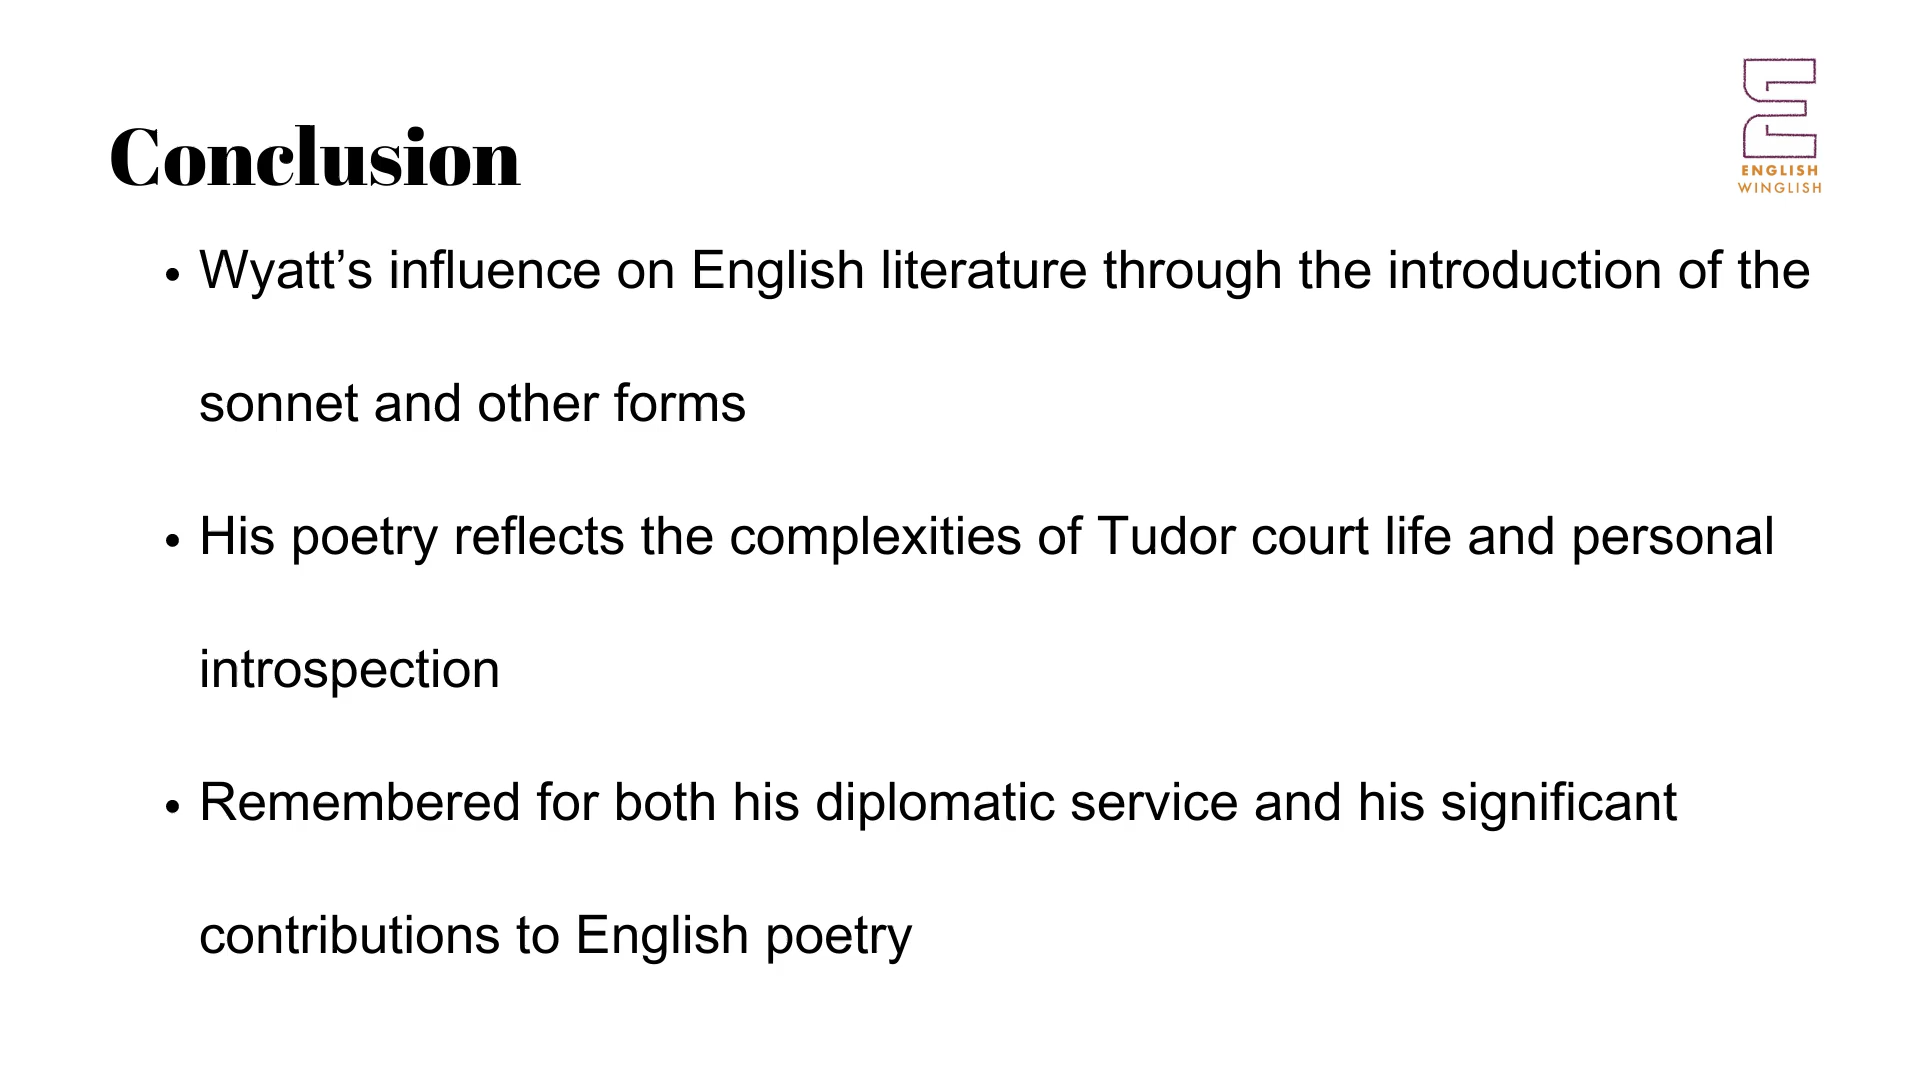 Conclusion
ENGLISH
WINGLISH
• Wyatt’s influence on English literature through the introduction of the
sonnet and other forms
• His poetry reflects the complexities of Tudor court life and personal
introspection
• Remembered for both his diplomatic service and his significant
contributions to English poetry